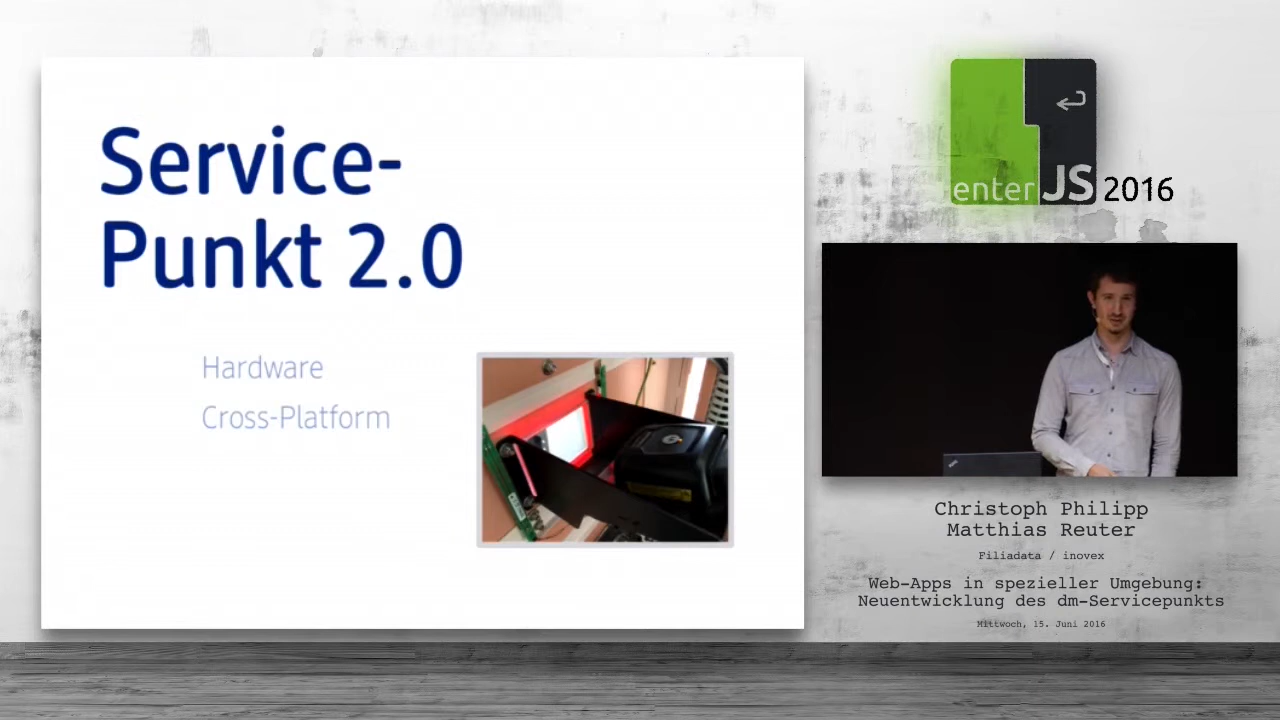 Service-
Punkt 2.0
Hardware
Cross-Platform
enter JS 2016
Christoph Philipp
Matthias Reuter
Filiadata / inovex
Web-Apps in spezieller Umgebung:
Neuentwicklung des dm-Servicepunkts
Mittwoch, 15. Juni 2016